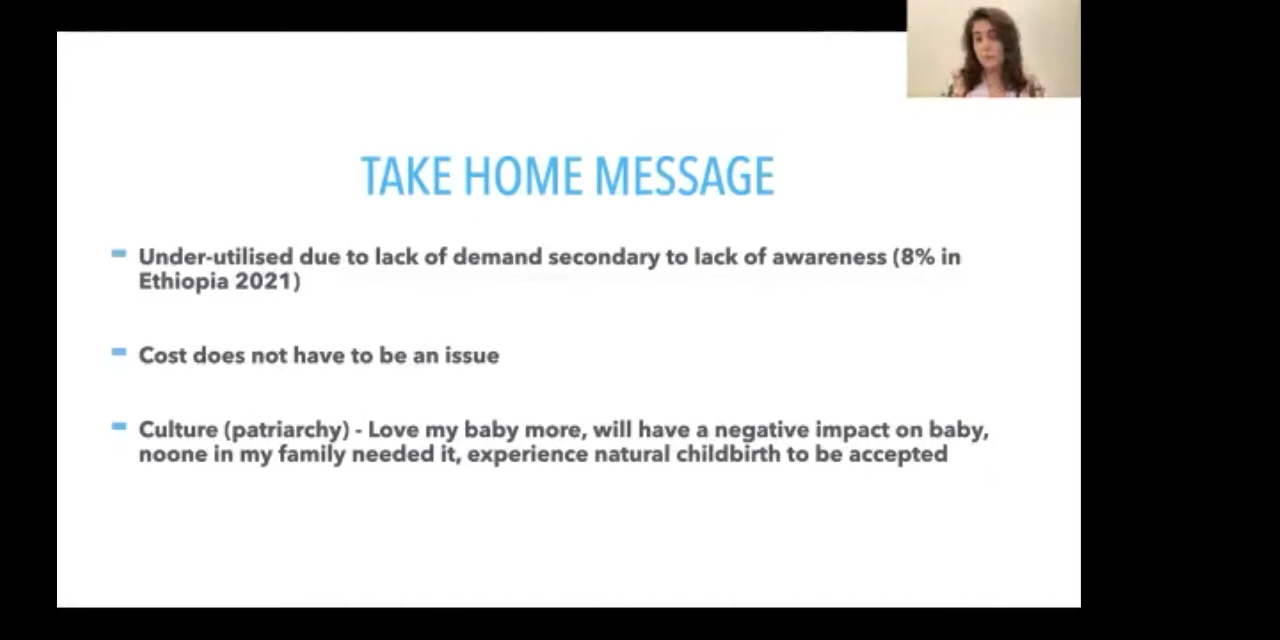 TAKE HOME MESSAGE
Under-utilised due to lack of demand secondary to lack of awareness (8% in
Ethiopia 2021)
Cost does not have to be an issue
Culture (patriarchy) - Love my baby more, will have a negative impact on baby,
noone in my family needed it, experience natural childbirth to be accepted